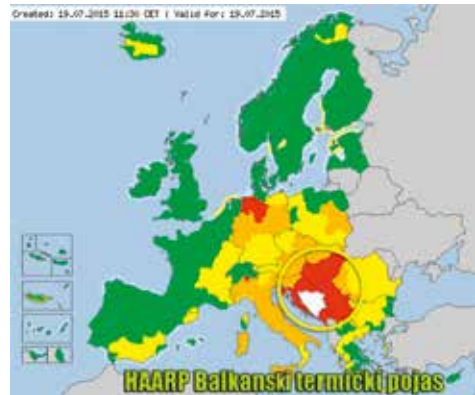 Created: 19.07.2015 11:30 CET | Valid for: 19.07.2015
HAARP Balkanski termički pojas